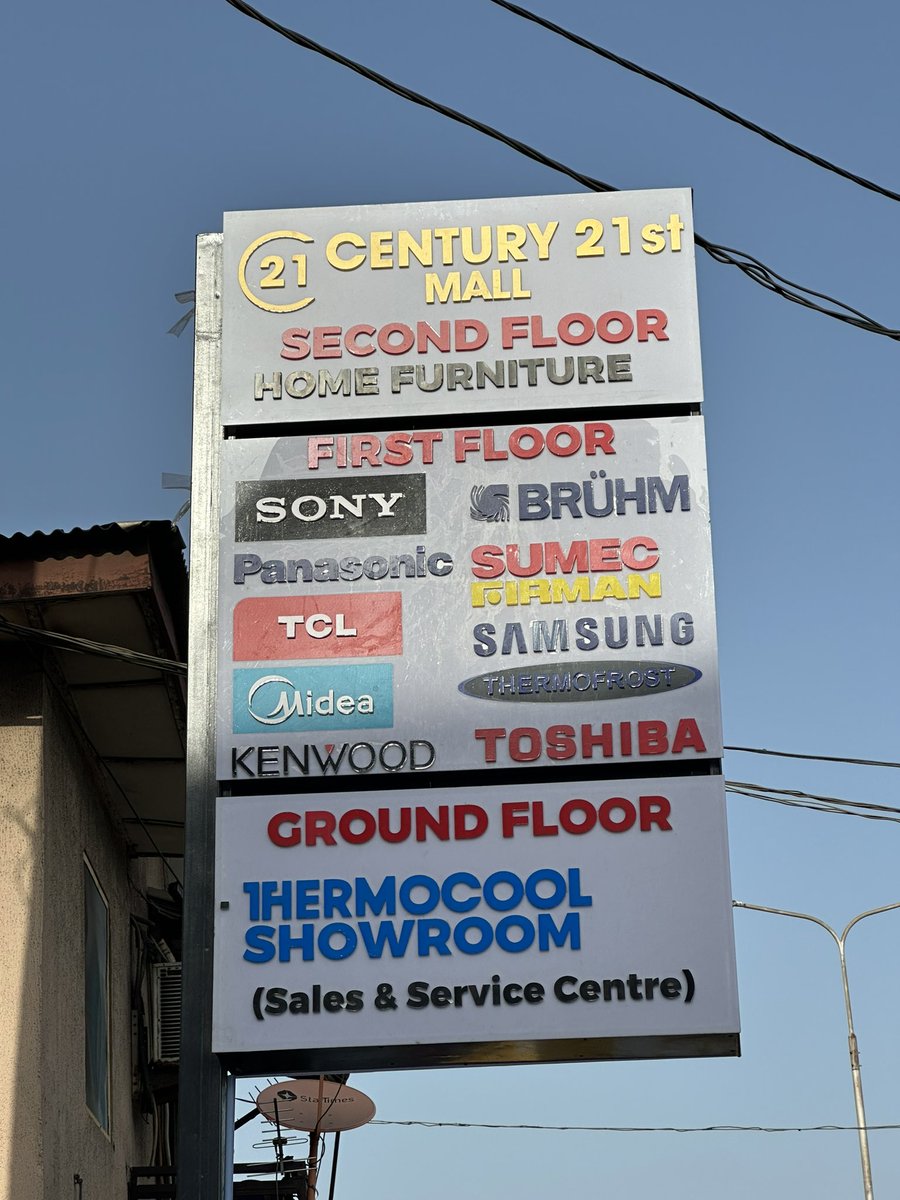 21 CENTURY 21st
MALL
SECOND FLOOR
HOME FURNITURE
FIRST FLOOR
SONY
BRÜHM
Panasonic
SUMEC
FIRMAN
TCL
SAMSUNG
Midea
THERMOFROST
KENWOOD
TOSHIBA
GROUND FLOOR
THERMOCOOL
SHOWROOM
(Sales & Service Centre)
StarTimes